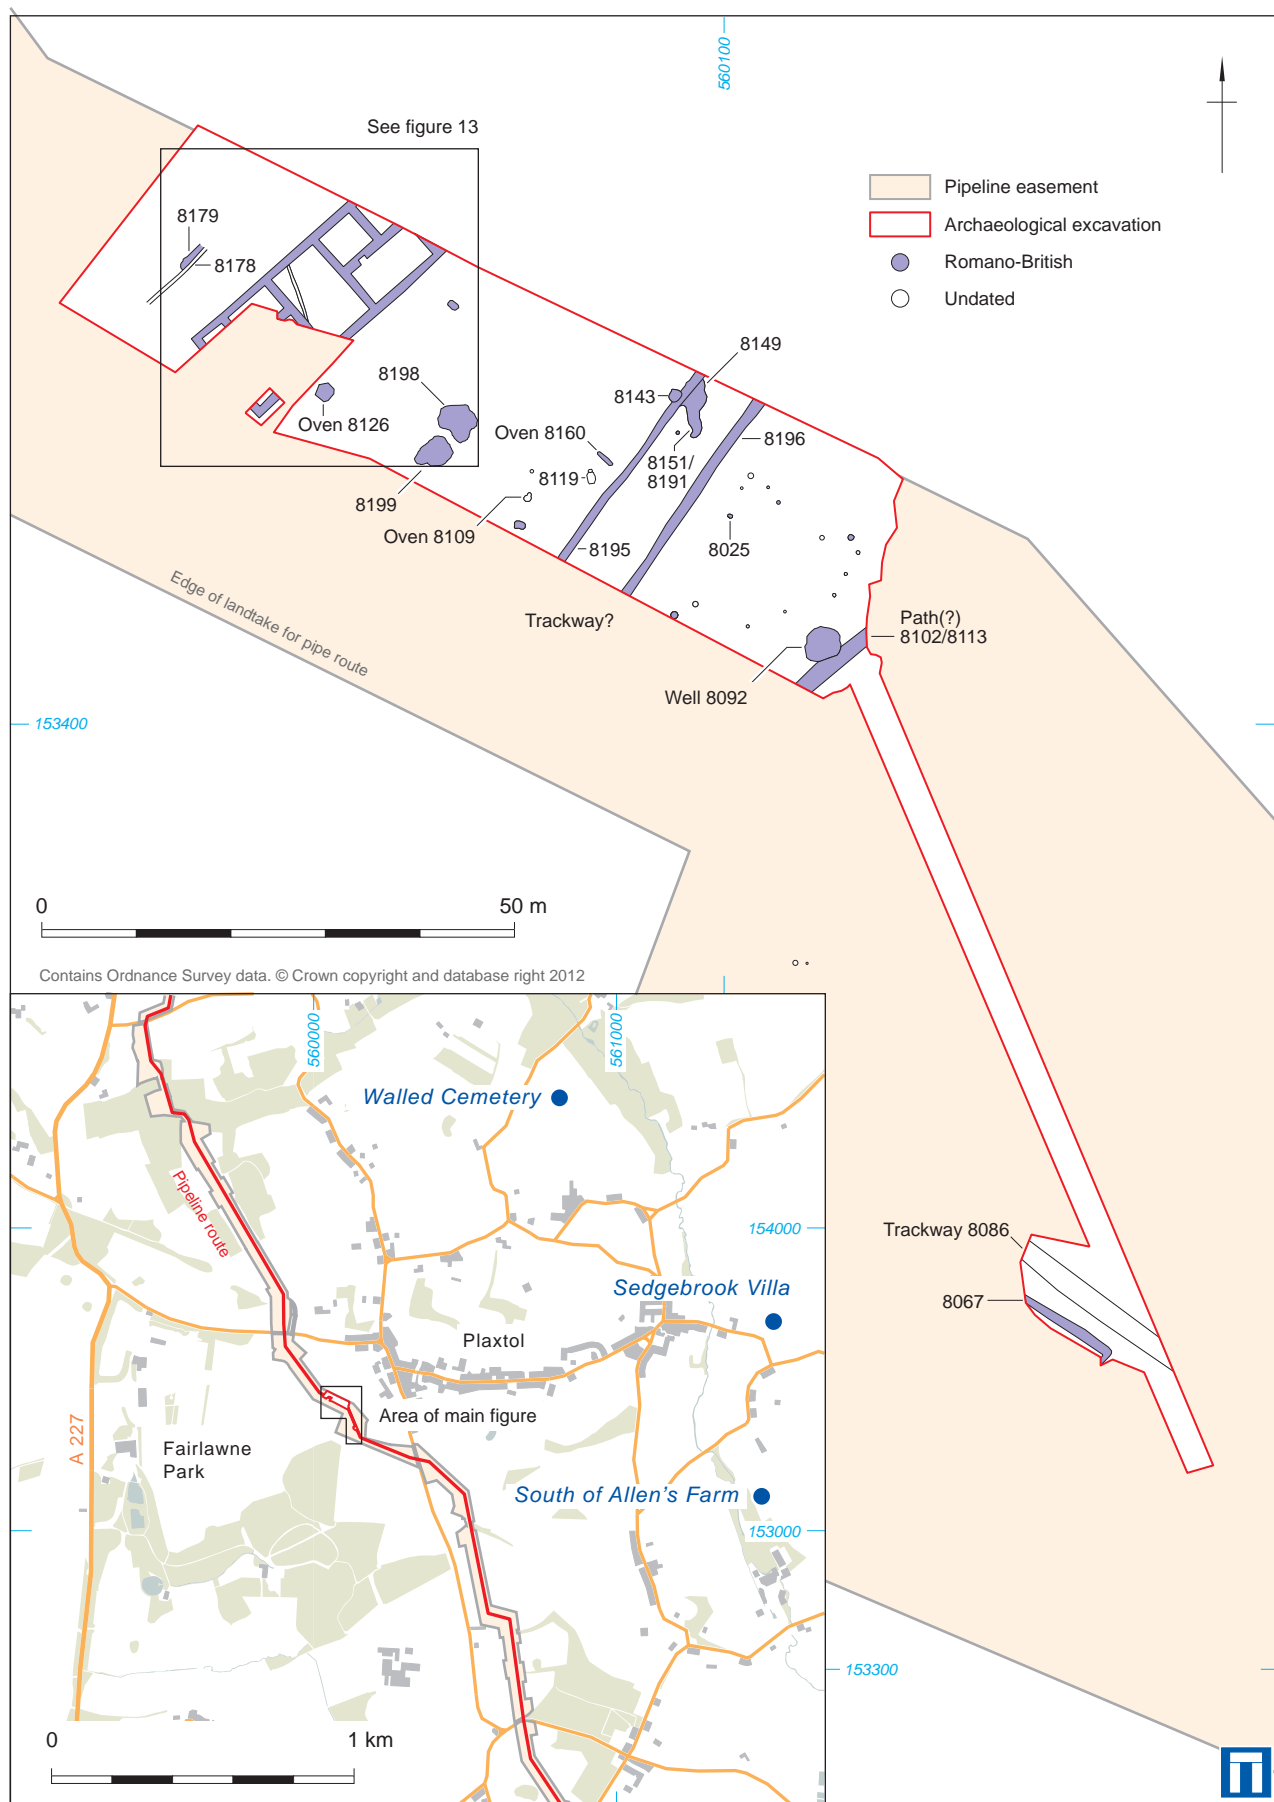 560100
See figure 13
Pipeline easement
Archaeological excavation
Romano-British
Undated
8179
8178
8198
Oven 8126
8199
8149
8143
Oven 8160
8119
Oven 8109
8151/
8191
8196
8195
8025
Trackway?
Edge of landtake for pipe route
Path(?)
8102/8113
Well 8092
153400
0
50 m
Contains Ordnance Survey data. © Crown copyright and database right 2012
560000
561000
Walled Cemetery
Pipeline route
154000
Sedgebrook Villa
Plaxtol
Area of main figure
A 227
Fairlawne
Park
South of Allen's Farm
153000
0
1 km
Trackway 8086
8067
153300